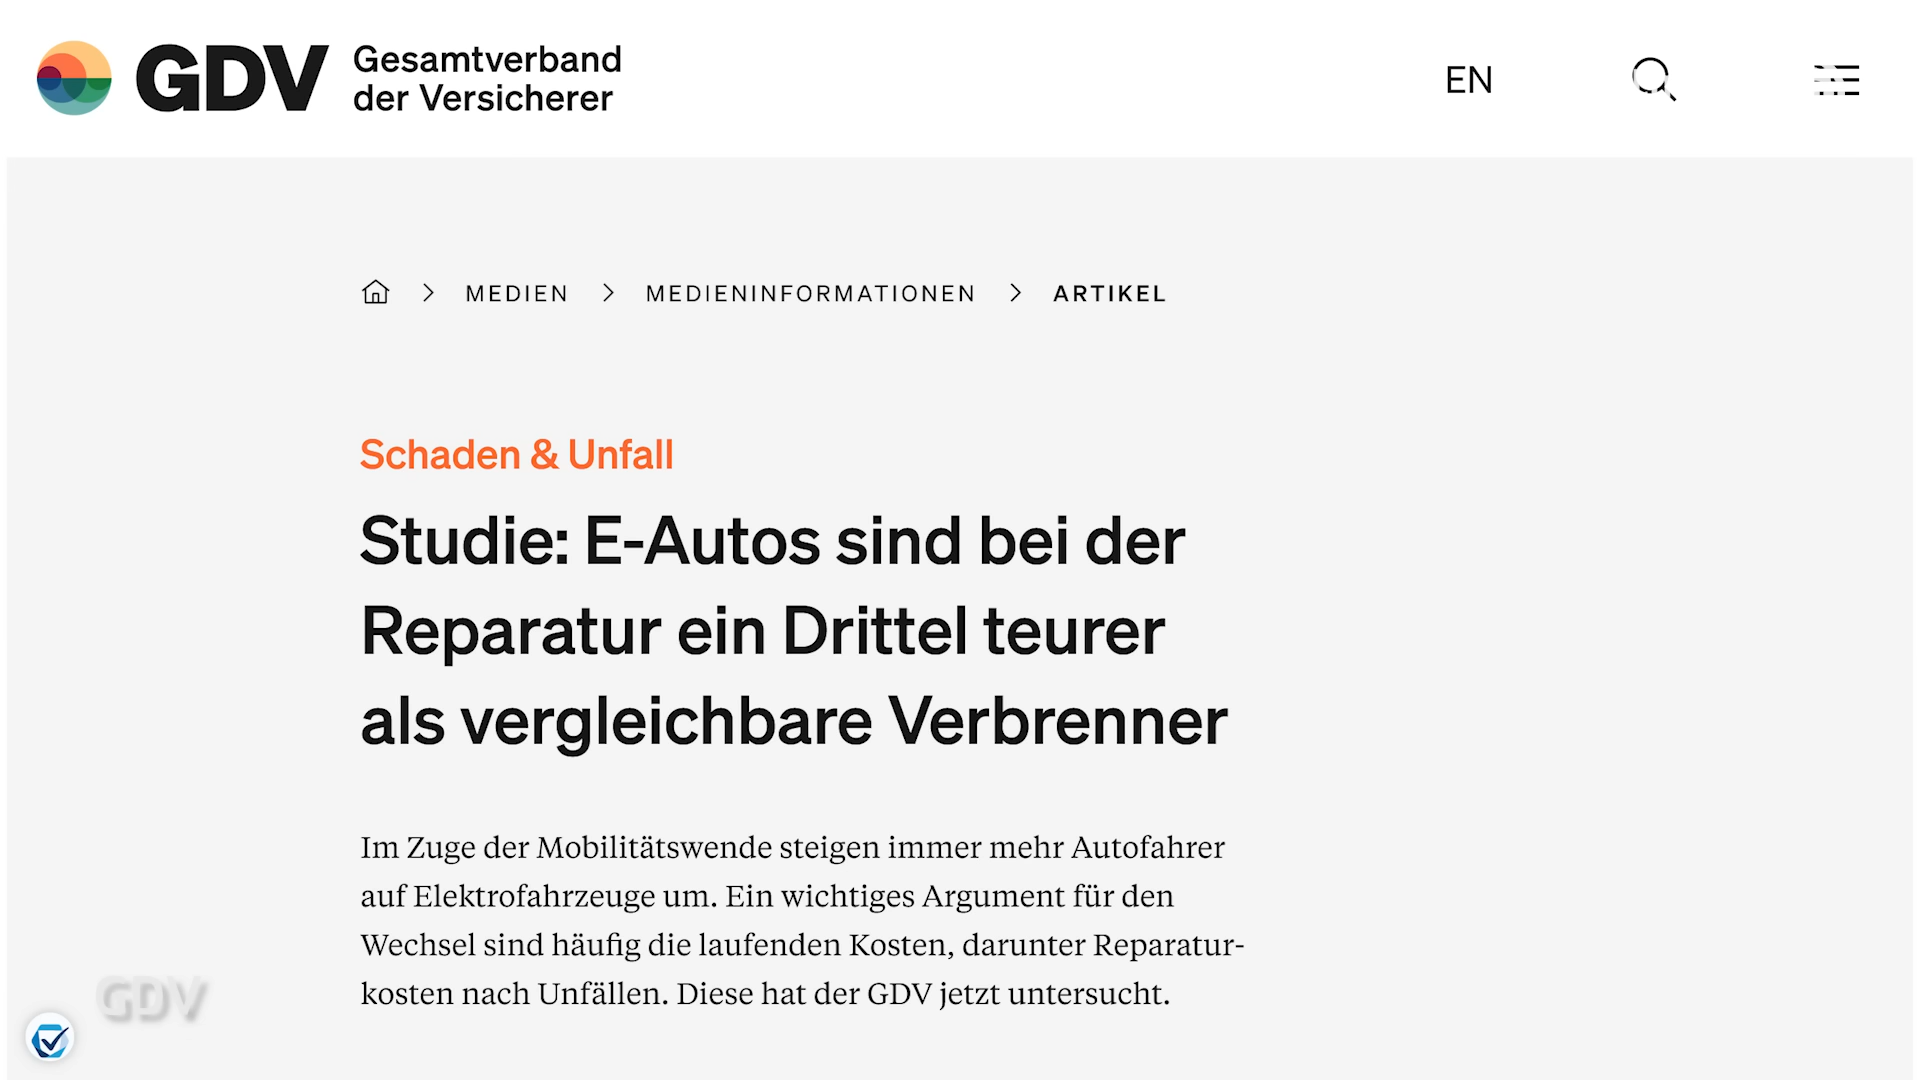 GDV
Gesamtverband
der Versicherer
EN
MEDIEN
MEDIENINFORMATIONEN
ARTIKEL
Schaden & Unfall
Studie: E-Autos sind bei der
Reparatur ein Drittel teurer
als vergleichbare Verbrenner
Im Zuge der Mobilitätswende steigen immer mehr Autofahrer
auf Elektrofahrzeuge um. Ein wichtiges Argument für den
Wechsel sind häufig die laufenden Kosten, darunter Reparatur-
kosten nach Unfällen. Diese hat der GDV jetzt untersucht.
GDV